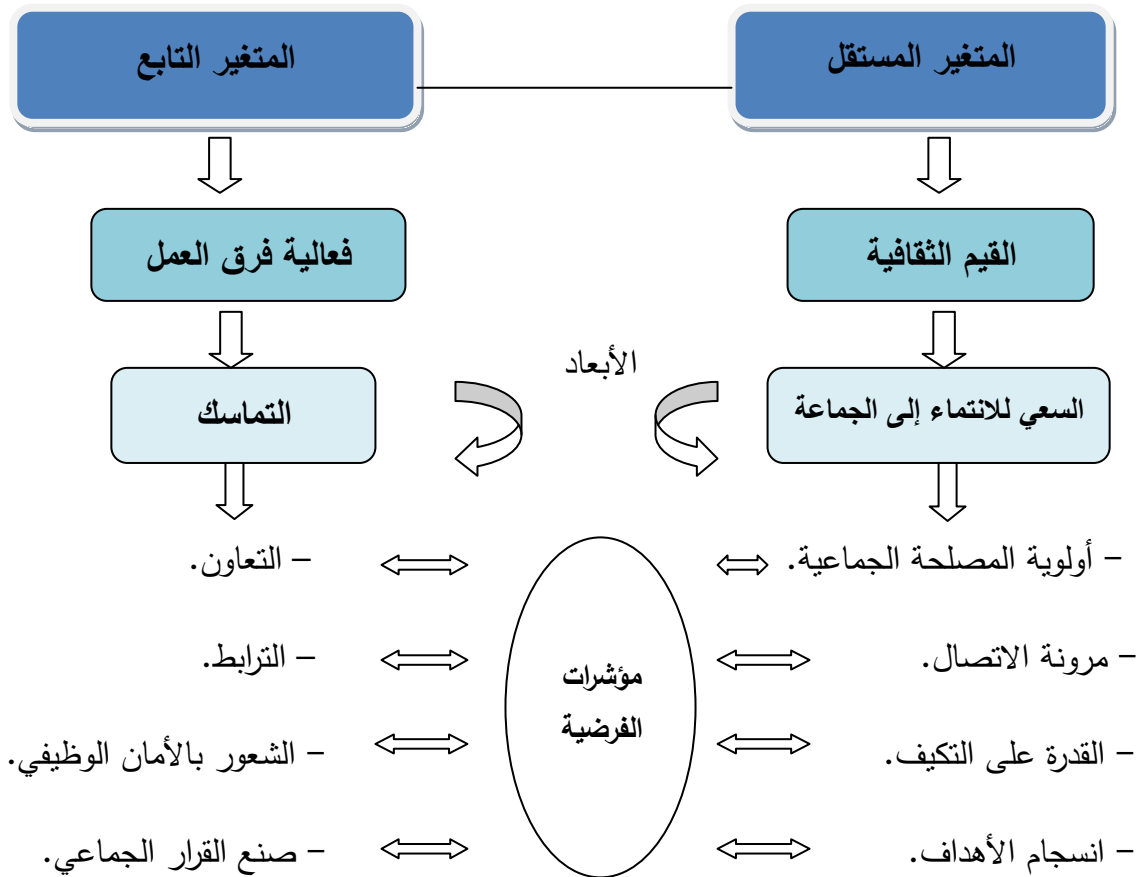 المتغير المستقل
المتغير التابع
القيم الثقافية
فعالية فرق العمل
الأبعاد
السعي للانتماء إلى الجماعة
التماسك
– أولوية المصلحة الجماعية.
– التعاون.
– مرونة الاتصال.
– الترابط.
مؤشرات
الفرضية
– القدرة على التكيف.
– الشعور بالأمان الوظيفي.
– انسجام الأهداف.
– صنع القرار الجماعي.